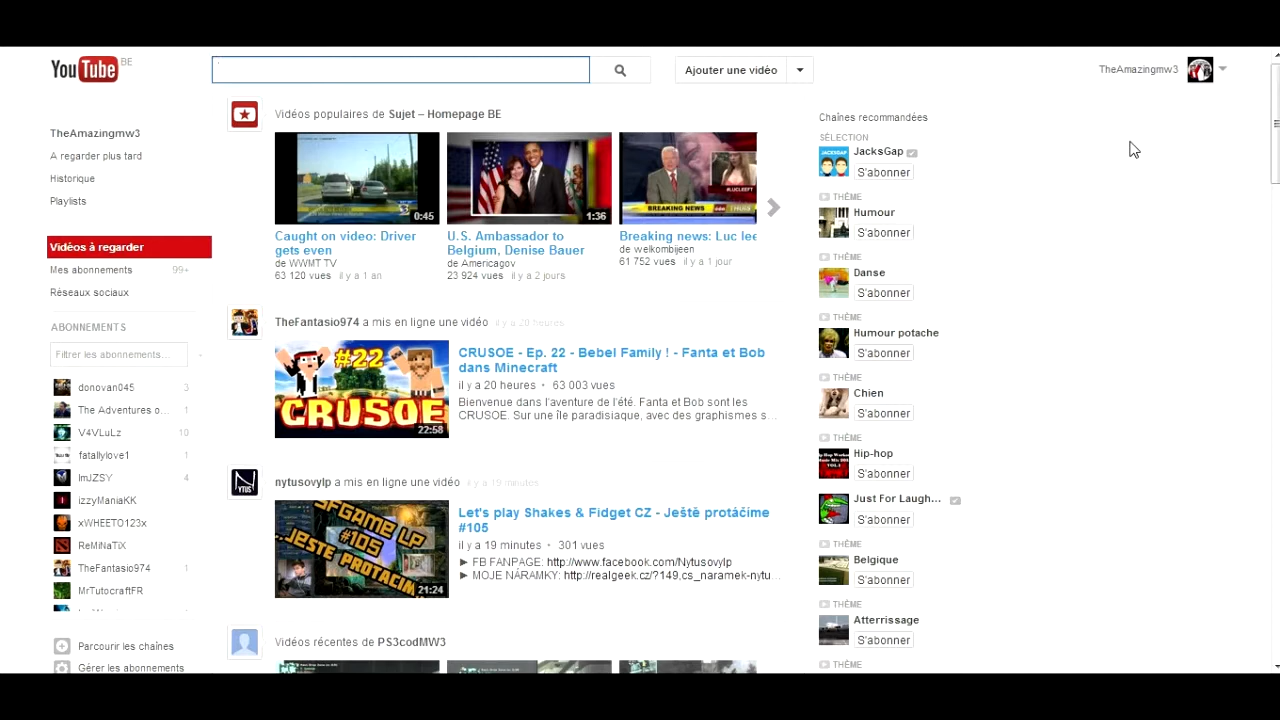 YouTube BE
Ajouter une vidéo
TheAmazingmw3
TheAmazingmw3
A regarder plus tard
Historique
Playlists
Vidéos à regarder
Mes abonnements 99+
Réseaux sociaux
ABONNEMENTS
Filtrer les abonnements...
donovan045 3
The Adventures o... 1
V4VLuLz 10
fatallylove1 1
ImJZSY 4
izzyManiaKK
xWHEETO123x
ReMiNaTiX
TheFantasio974 1
MrTutocraftFR
Parcourir les chaînes
Gérer les abonnements
Vidéos populaires de Sujet – Homepage BE
0:45
Caught on video: Driver
gets even
de WWMT TV
63 120 vues il y a 1 an
1:36
U.S. Ambassador to
Belgium, Denise Bauer
de Americagov
23 924 vues il y a 2 jours
BREAKING NEWS
#LUCLEEFT
Breaking news: Luc lee
de welkombijeen
61 752 vues il y a 1 jour
TheFantasio974 a mis en ligne une vidéo il y a 20 heures
#22
CRUSOE
22:58
CRUSOE - Ep. 22 - Bebel Family ! - Fanta et Bob
dans Minecraft
il y a 20 heures • 63 003 vues
Bienvenue dans l'aventure de l'été. Fanta et Bob sont les
CRUSOE. Sur une île paradisiaque, avec des graphismes s...
nytusovylp a mis en ligne une vidéo il y a 19 minutes
SFGAME LP
#105
...JEŠTĚ PROTÁČÍM
21:24
Let's play Shakes & Fidget CZ - Ještě protáčíme
#105
il y a 19 minutes • 301 vues
► FB FANPAGE: http://www.facebook.com/Nytusovylp
► MOJE NÁRAMKY: http://realgeek.cz/?149,cs_naramek-nytu...
Vidéos récentes de PS3codMW3
Chaînes recommandées
SÉLECTION
JacksGap
JACKSGAP
S'abonner
THÈME
Humour
S'abonner
THÈME
Danse
S'abonner
THÈME
Humour potache
S'abonner
THÈME
Chien
S'abonner
THÈME
Hip-hop
S'abonner
Just For Laugh...
S'abonner
THÈME
Belgique
S'abonner
THÈME
Atterrissage
S'abonner
THÈME